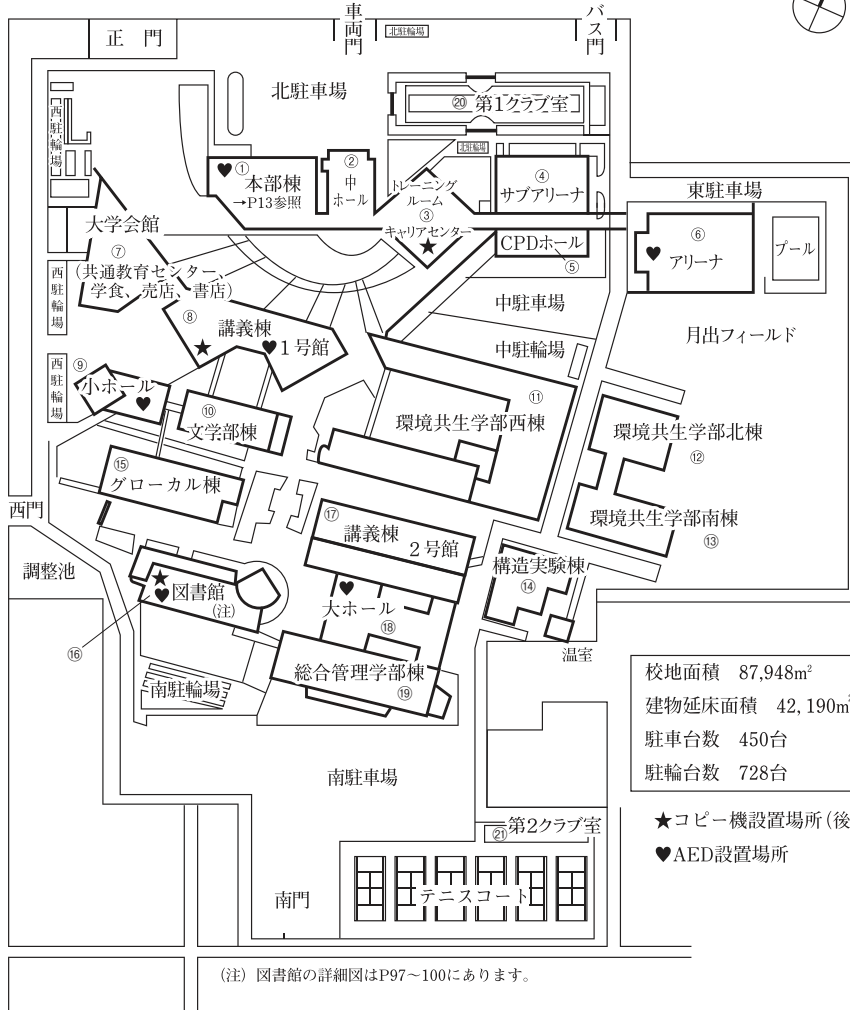 正門
車両門
北駐輪場
バス門
北駐車場
⑳ 第1クラブ室
西駐輪場
北駐輪場
①
本部棟
→P13参照
②
中
ホール
トレーニング
ルーム
③
キャリアセンター
④
サブアリーナ
東駐車場
CPDホール
⑤
⑥
アリーナ
プール
大学会館
⑦
(共通教育センター、
学食、売店、書店)
西駐輪場
中駐車場
月出フィールド
⑧
講義棟
1号館
中駐輪場
西駐輪場
⑨
小ホール
⑩
文学部棟
⑪
環境共生学部西棟
環境共生学部北棟
⑫
⑮
グローカル棟
西門
⑰
講義棟
2号館
環境共生学部南棟
⑬
調整池
構造実験棟
⑭
図書館
(注)
⑯
大ホール
⑱
温室
総合管理学部棟
⑲
南駐輪場
校地面積 87,948m²
建物延床面積 42,190m²
駐車台数 450台
駐輪台数 728台
南駐車場
★コピー機設置場所(後
♥AED設置場所
㉑ 第2クラブ室
テニスコート
南門
(注) 図書館の詳細図はP97〜100にあります。